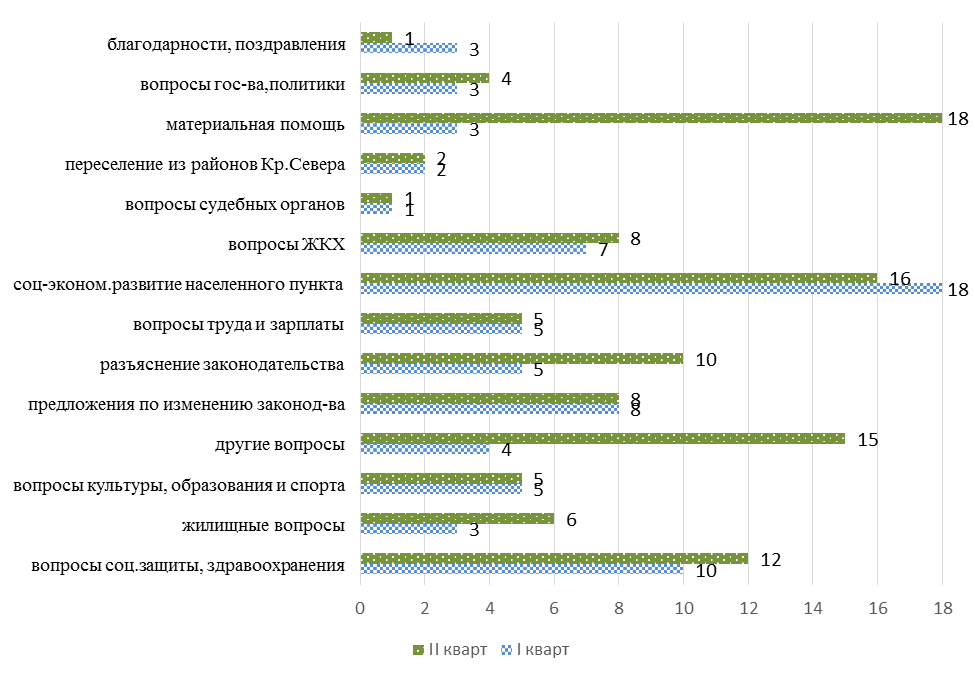 благодарности, поздравления
1
3
вопросы гос-ва,политики
4
3
материальная помощь
18
3
переселение из районов Кр.Севера
2
2
вопросы судебных органов
1
1
вопросы ЖКХ
8
7
соц-эконом.развитие населенного пункта
16
18
вопросы труда и зарплаты
5
5
разъяснение законодательства
10
5
предложения по изменению законод-ва
8
8
другие вопросы
15
4
вопросы культуры, образования и спорта
5
5
жилищные вопросы
6
3
вопросы соц.защиты, здравоохранения
12
10
0 2 4 6 8 10 12 14 16 18
II кварт I кварт